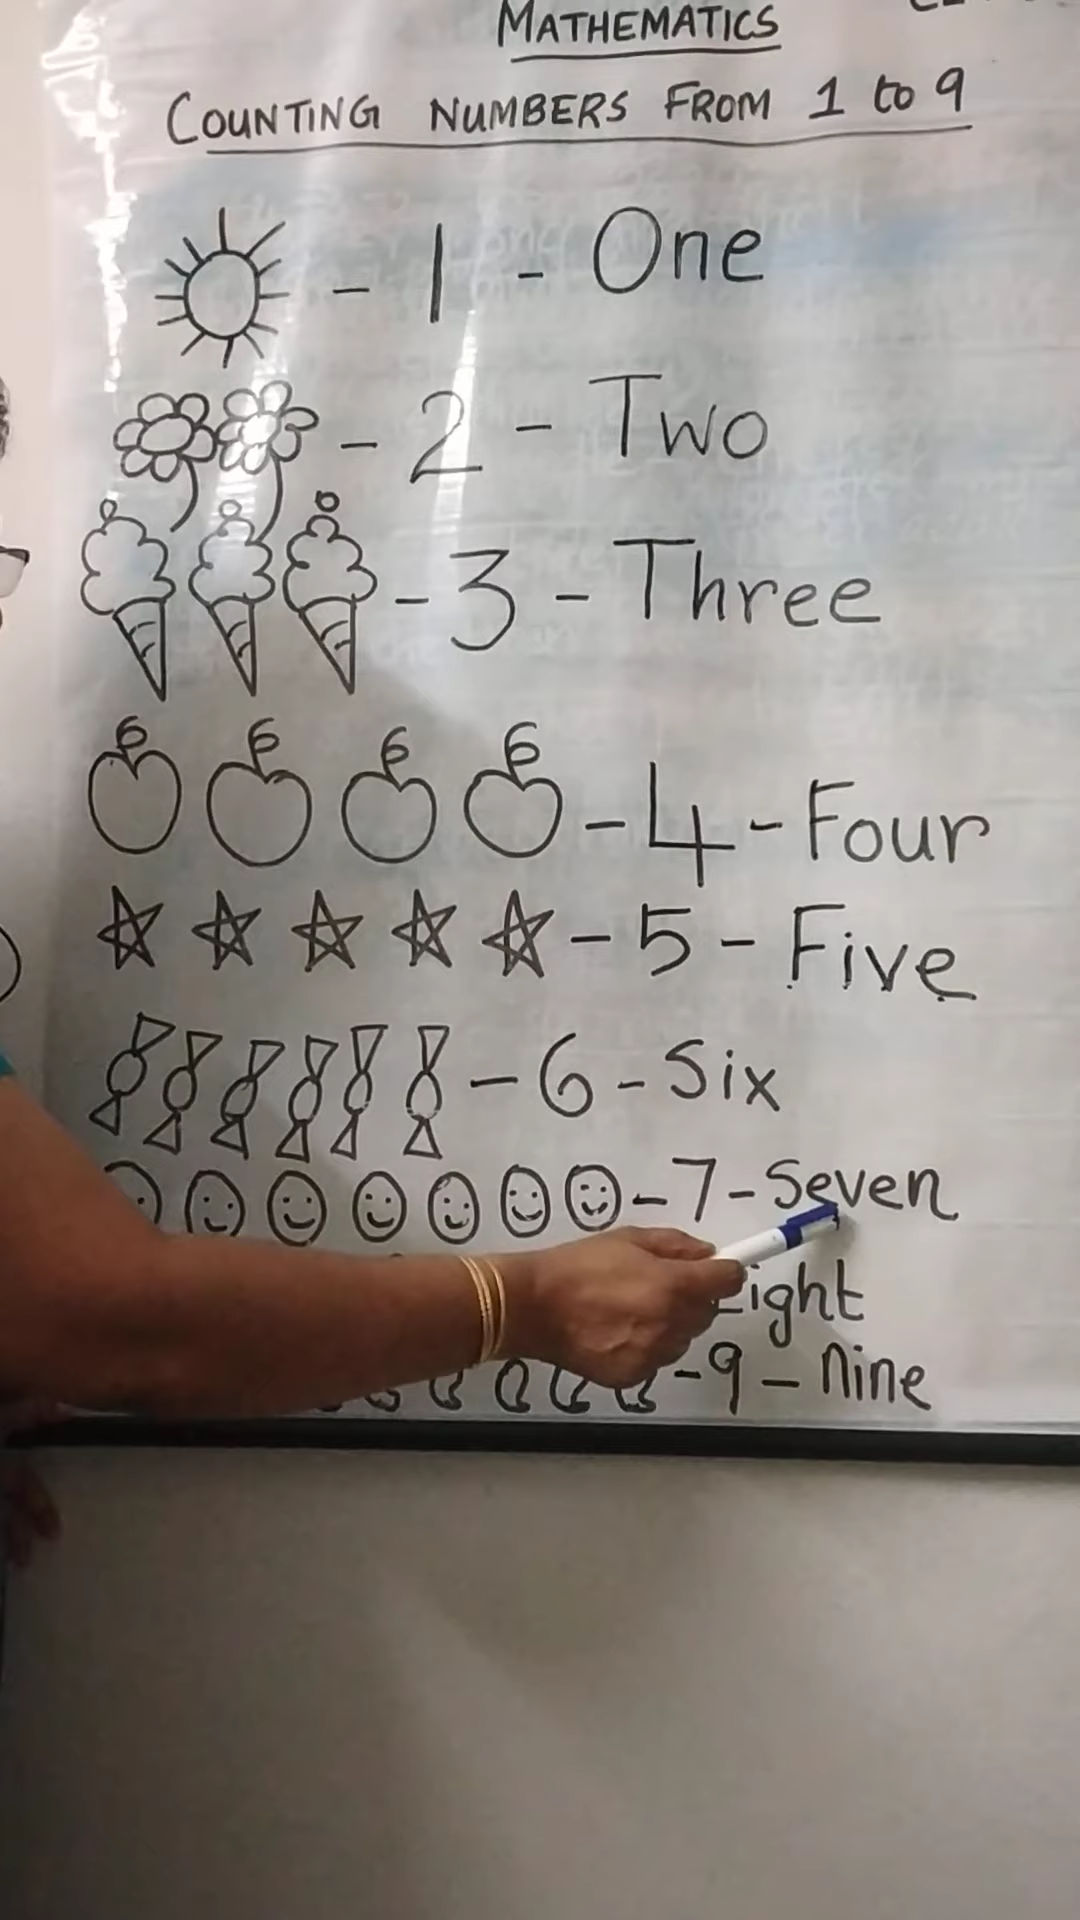 MATHEMATICS
COUNTING NUMBERS FROM 1 to 9
- 1 - One
- 2 - Two
- 3 - Three
- 4 - Four
- 5 - Five
- 6 - Six
- 7 - Seven
Eight
- 9 - Nine